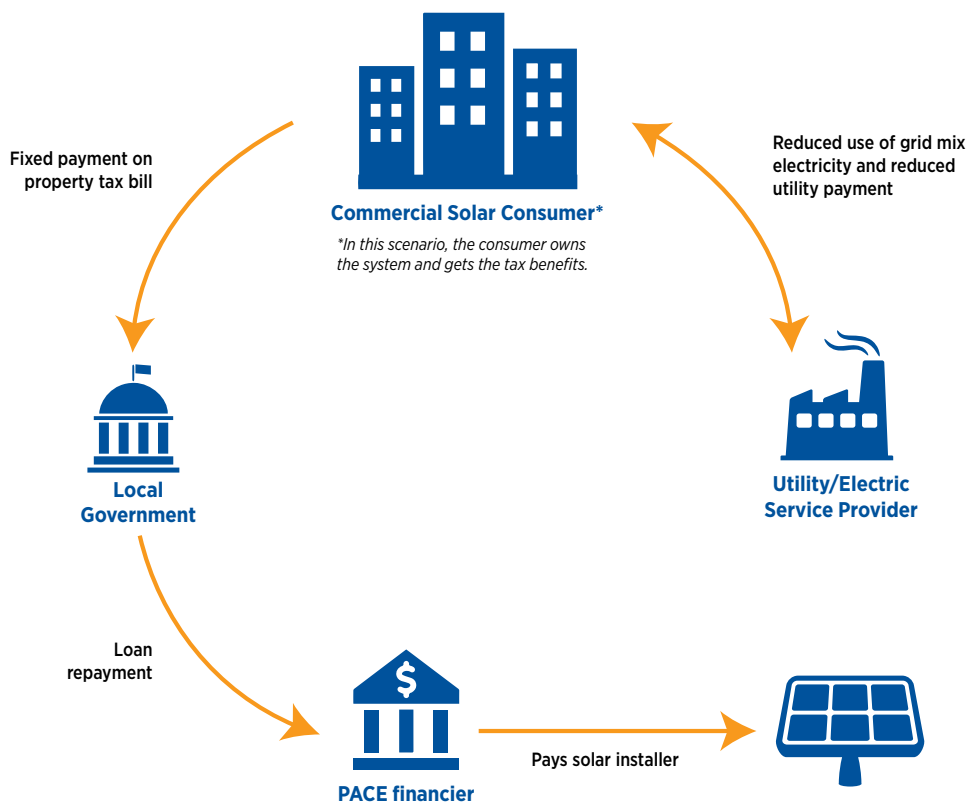 Fixed payment on
property tax bill
Reduced use of grid mix
electricity and reduced
utility payment
Commercial Solar Consumer*
*In this scenario, the consumer owns
the system and gets the tax benefits.
Local
Government
Utility/Electric
Service Provider
Loan
repayment
$
Pays solar installer
PACE financier